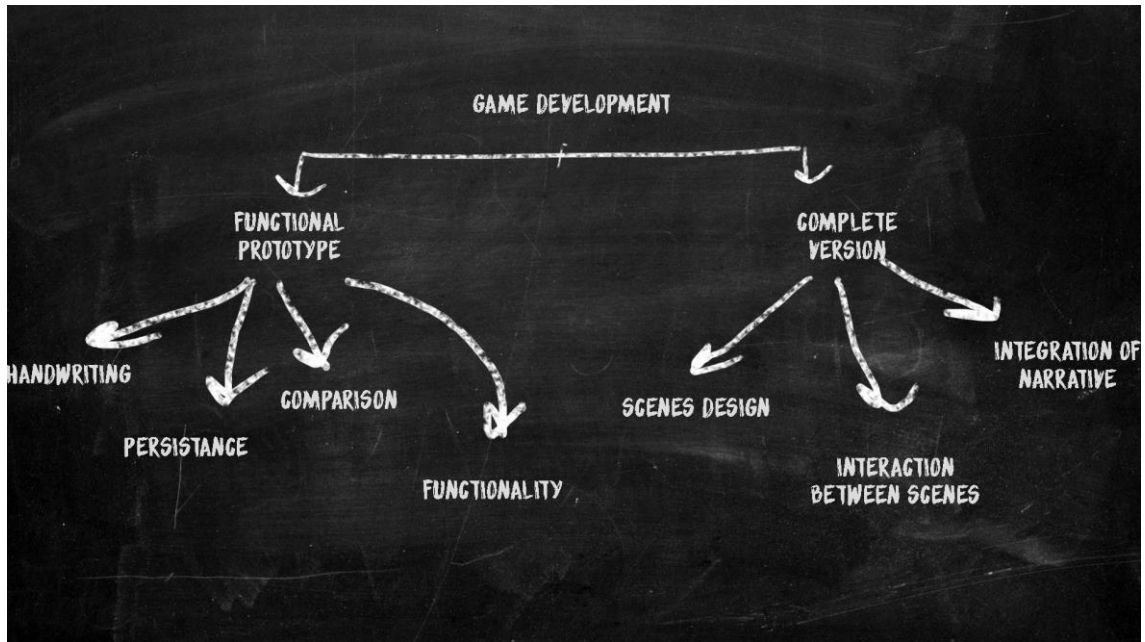 GAME DEVELOPMENT
FUNCTIONAL
PROTOTYPE
COMPLETE
VERSION
HANDWRITING
PERSISTANCE
COMPARISON
FUNCTIONALITY
SCENES DESIGN
INTERACTION
BETWEEN SCENES
INTEGRATION OF
NARRATIVE